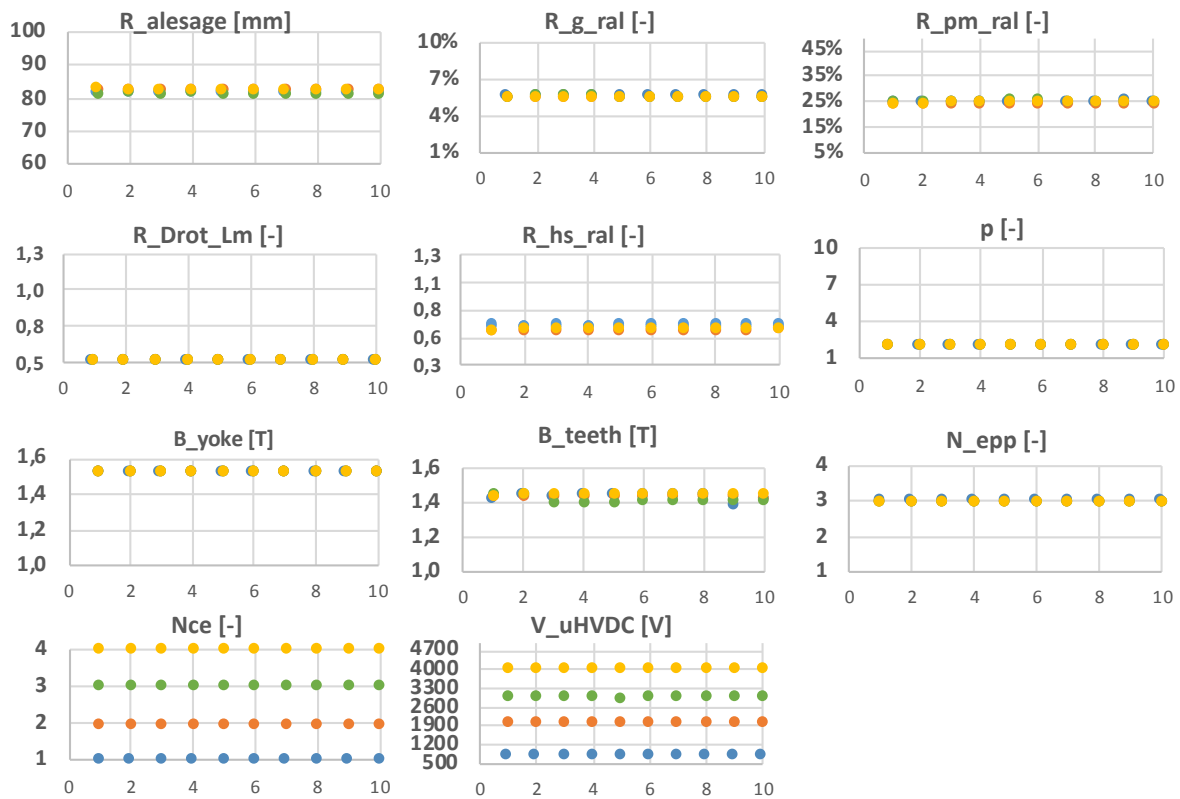 R_alesage [mm]
100
90
80
70
60
0 2 4 6 8 10
R_g_ral [-]
10%
7%
4%
1%
0 2 4 6 8 10
R_pm_ral [-]
45%
35%
25%
15%
5%
0 2 4 6 8 10
R_Drot_Lm [-]
1,3
1,0
0,8
0,5
0 2 4 6 8 10
R_hs_ral [-]
1,3
1,1
0,8
0,6
0,3
0 2 4 6 8 10
p [-]
10
7
4
1
0 2 4 6 8 10
B_yoke [T]
1,6
1,4
1,2
1,0
0 2 4 6 8 10
B_teeth [T]
1,6
1,4
1,2
1,0
0 2 4 6 8 10
N_epp [-]
4
3
2
1
0 2 4 6 8 10
Nce [-]
4
3
2
1
0 2 4 6 8 10
V_uHVDC [V]
4700
4000
3300
2600
1900
1200
500
0 2 4 6 8 10